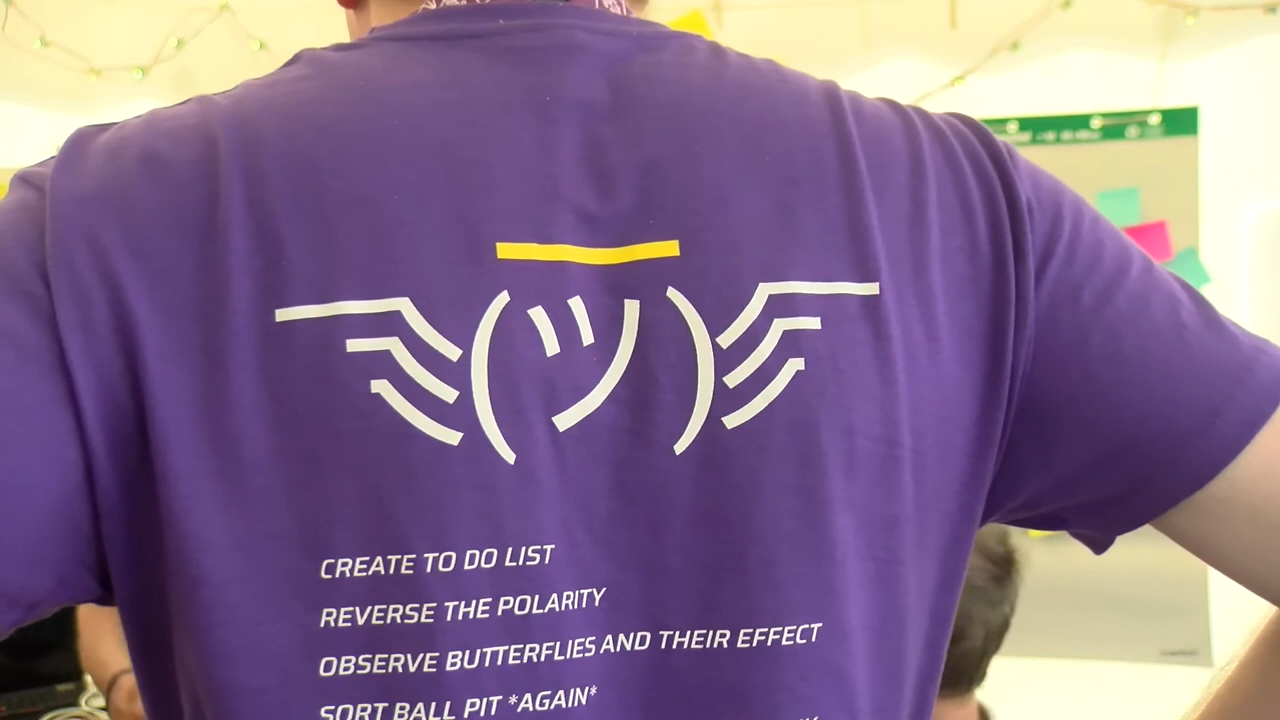 (ツ)
CREATE TO DO LIST
REVERSE THE POLARITY
OBSERVE BUTTERFLIES AND THEIR EFFECT
SORT BALL PIT *AGAIN*